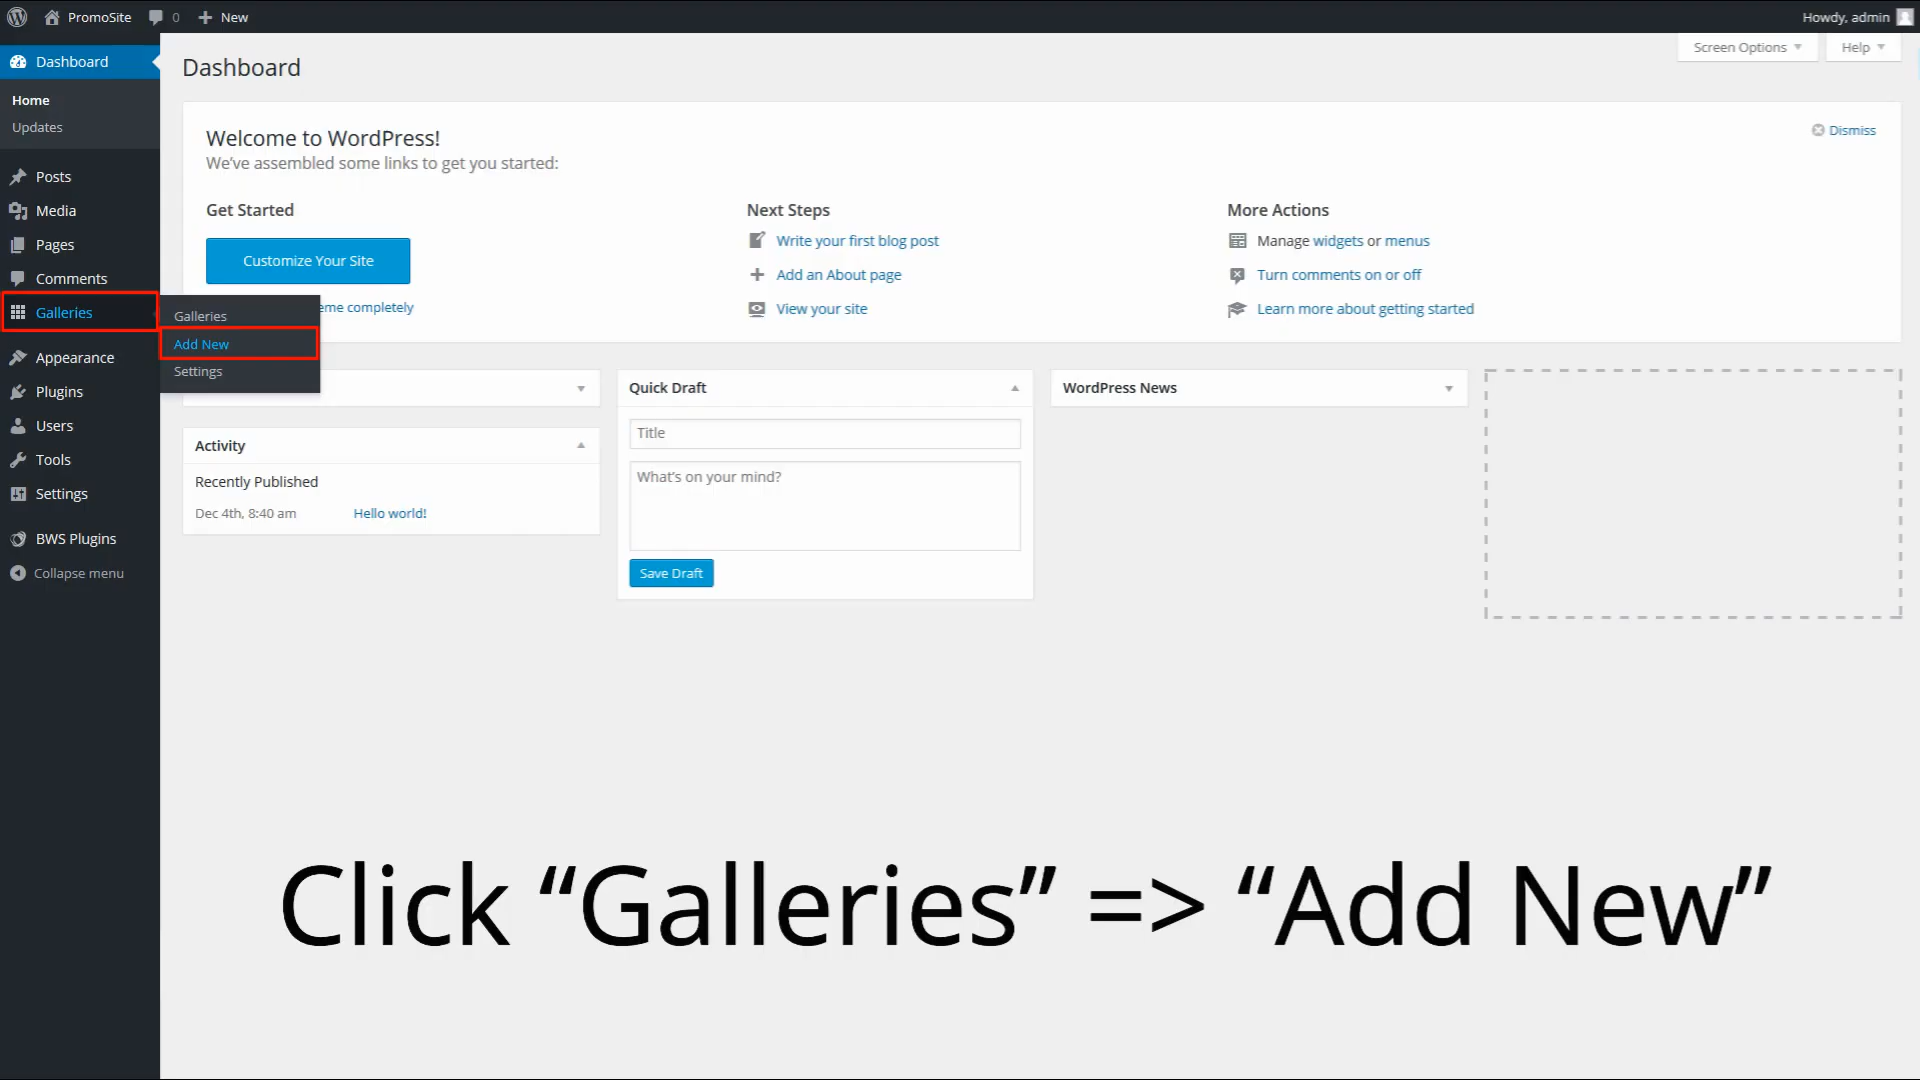 PromoSite
0
New
Howdy, admin
Dashboard
Home
Updates
Posts
Media
Pages
Comments
Galleries
Appearance
Plugins
Users
Tools
Settings
BWS Plugins
Collapse menu
Galleries
Add New
Settings
Screen Options
Help
Dashboard
Welcome to WordPress!
We've assembled some links to get you started:
Dismiss
Get Started
Customize Your Site
eme completely
Next Steps
Write your first blog post
Add an About page
View your site
More Actions
Manage widgets or menus
Turn comments on or off
Learn more about getting started
Activity
Recently Published
Dec 4th, 8:40 am Hello world!
Quick Draft
Title
What's on your mind?
Save Draft
WordPress News
Click “Galleries” => “Add New”